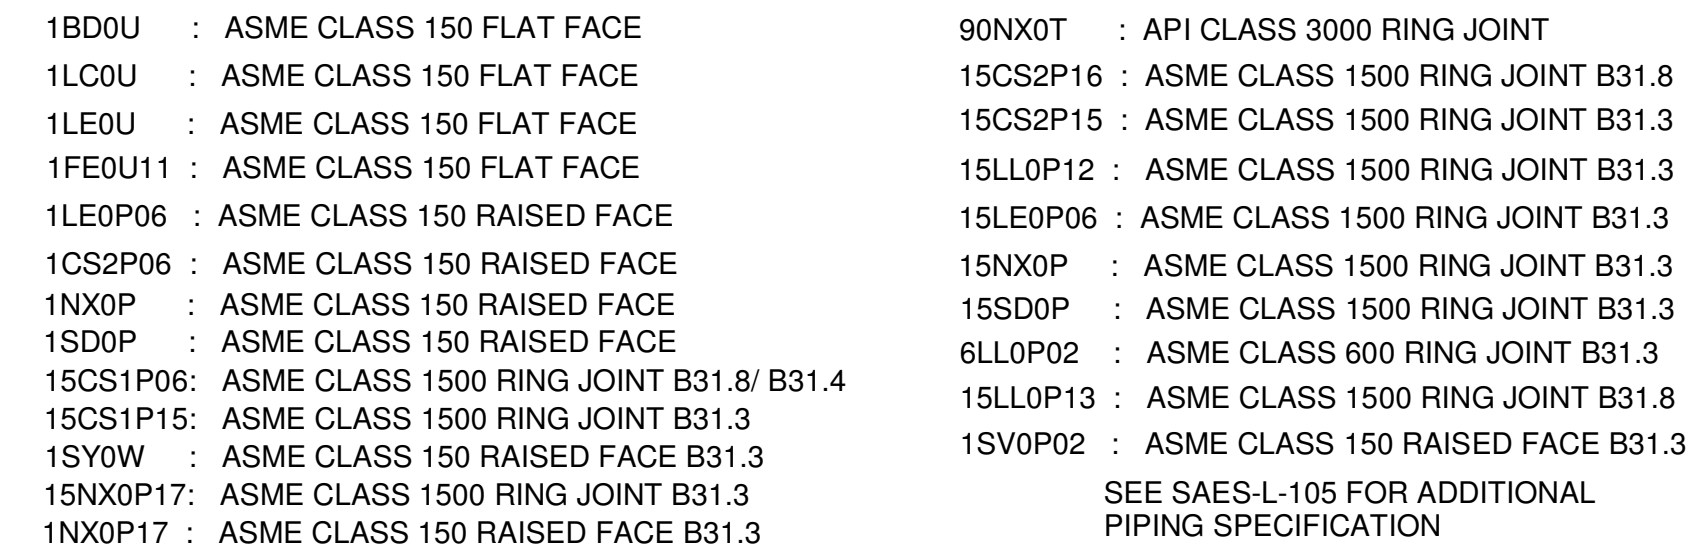 1BD0U : ASME CLASS 150 FLAT FACE
1LC0U : ASME CLASS 150 FLAT FACE
1LE0U : ASME CLASS 150 FLAT FACE
1FE0U11 : ASME CLASS 150 FLAT FACE
1LE0P06 : ASME CLASS 150 RAISED FACE
1CS2P06 : ASME CLASS 150 RAISED FACE
1NX0P : ASME CLASS 150 RAISED FACE
1SD0P : ASME CLASS 150 RAISED FACE
15CS1P06: ASME CLASS 1500 RING JOINT B31.8/ B31.4
15CS1P15: ASME CLASS 1500 RING JOINT B31.3
1SY0W : ASME CLASS 150 RAISED FACE B31.3
15NX0P17: ASME CLASS 1500 RING JOINT B31.3
1NX0P17 : ASME CLASS 150 RAISED FACE B31.3
90NX0T : API CLASS 3000 RING JOINT
15CS2P16 : ASME CLASS 1500 RING JOINT B31.8
15CS2P15 : ASME CLASS 1500 RING JOINT B31.3
15LL0P12 : ASME CLASS 1500 RING JOINT B31.3
15LE0P06 : ASME CLASS 1500 RING JOINT B31.3
15NX0P : ASME CLASS 1500 RING JOINT B31.3
15SD0P : ASME CLASS 1500 RING JOINT B31.3
6LL0P02 : ASME CLASS 600 RING JOINT B31.3
15LL0P13 : ASME CLASS 1500 RING JOINT B31.8
1SV0P02 : ASME CLASS 150 RAISED FACE B31.3
SEE SAES-L-105 FOR ADDITIONAL
PIPING SPECIFICATION